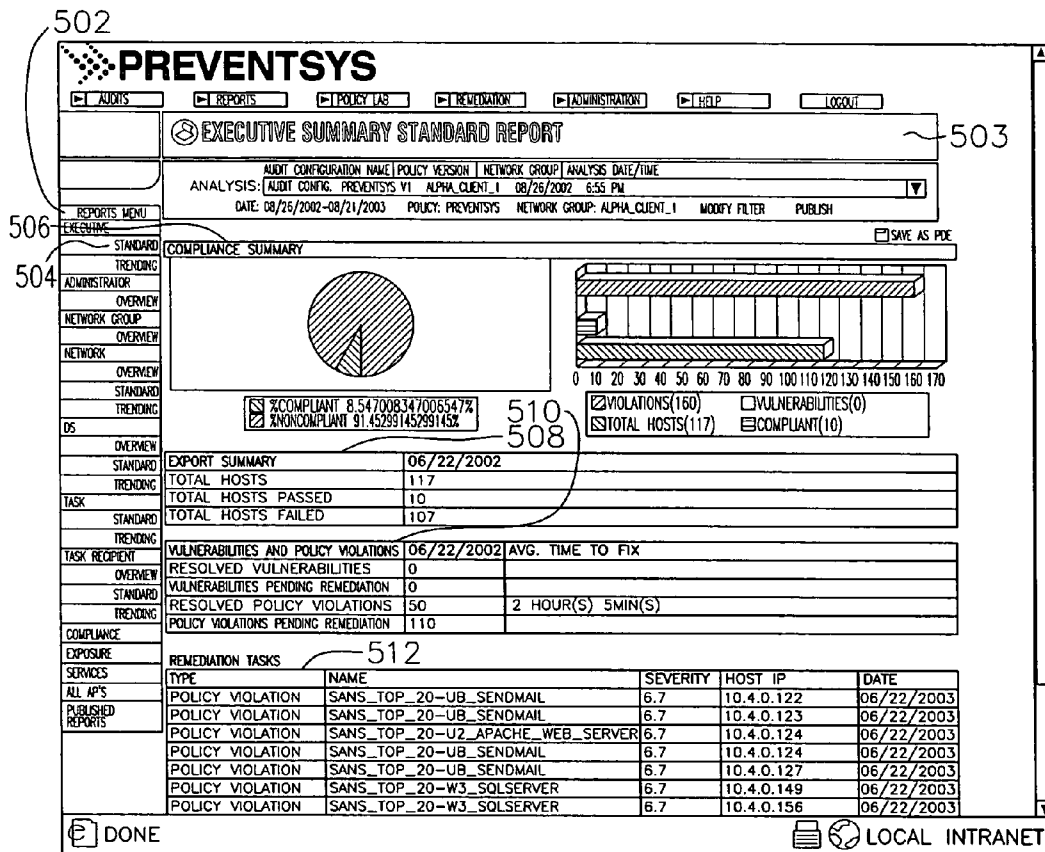 502
PREVENTSYS
AUDITS REPORTS POLICY LAB REMEDIATION ADMINISTRATION HELP LOGOUT
EXECUTIVE SUMMARY STANDARD REPORT
503
AUDIT CONFIGURATION NAME POLICY VERSION NETWORK GROUP ANALYSIS DATE/TIME
ANALYSIS: AUDIT CONFIG. PREVENTSYS V1 ALPHA_CLIENT_1 08/26/2002 6:55 PM
DATE: 08/26/2002-08/21/2003 POLICY: PREVENTSYS NETWORK GROUP: ALPHA_CLIENT_1 MODIFY FILTER PUBLISH
REPORTS MENU
EXECUTIVE
STANDARD
TRENDING
ADMINISTRATOR
OVERVIEW
NETWORK GROUP
OVERVIEW
NETWORK
OVERVIEW
STANDARD
TRENDING
DS
OVERVIEW
STANDARD
TRENDING
TASK
STANDARD
TRENDING
TASK RECIPIENT
OVERVIEW
STANDARD
TRENDING
COMPLIANCE
EXPOSURE
SERVICES
ALL AP'S
PUBLISHED
REPORTS
506
504
SAVE AS PDE
COMPLIANCE SUMMARY
0 10 20 30 40 50 60 70 80 90 100 110 120 130 140 150 160 170
%COMPLIANT 8.547008347006547%
%NONCOMPLIANT 91.45299145299145%
VIOLATIONS(160) VULNERABILITIES(0)
TOTAL HOSTS(117) COMPLIANT(10)
510
508
EXPORT SUMMARY 06/22/2002
TOTAL HOSTS 117
TOTAL HOSTS PASSED 10
TOTAL HOSTS FAILED 107
VULNERABILITIES AND POLICY VIOLATIONS 06/22/2002 AVG. TIME TO FIX
RESOLVED VULNERABILITIES 0
VULNERABILITIES PENDING REMEDIATION 0
RESOLVED POLICY VIOLATIONS 50 2 HOUR(S) 5MIN(S)
POLICY VIOLATIONS PENDING REMEDIATION 110
512
REMEDIATION TASKS
TYPE NAME SEVERITY HOST IP DATE
POLICY VIOLATION SANS_TOP_20-UB_SENDMAIL 6.7 10.4.0.122 06/22/2003
POLICY VIOLATION SANS_TOP_20-UB_SENDMAIL 6.7 10.4.0.123 06/22/2003
POLICY VIOLATION SANS_TOP_20-U2_APACHE_WEB_SERVER 6.7 10.4.0.124 06/22/2003
POLICY VIOLATION SANS_TOP_20-UB_SENDMAIL 6.7 10.4.0.124 06/22/2003
POLICY VIOLATION SANS_TOP_20-UB_SENDMAIL 6.7 10.4.0.127 06/22/2003
POLICY VIOLATION SANS_TOP_20-W3_SQLSERVER 6.7 10.4.0.149 06/22/2003
POLICY VIOLATION SANS_TOP_20-W3_SQLSERVER 6.7 10.4.0.156 06/22/2003
DONE
LOCAL INTRANET